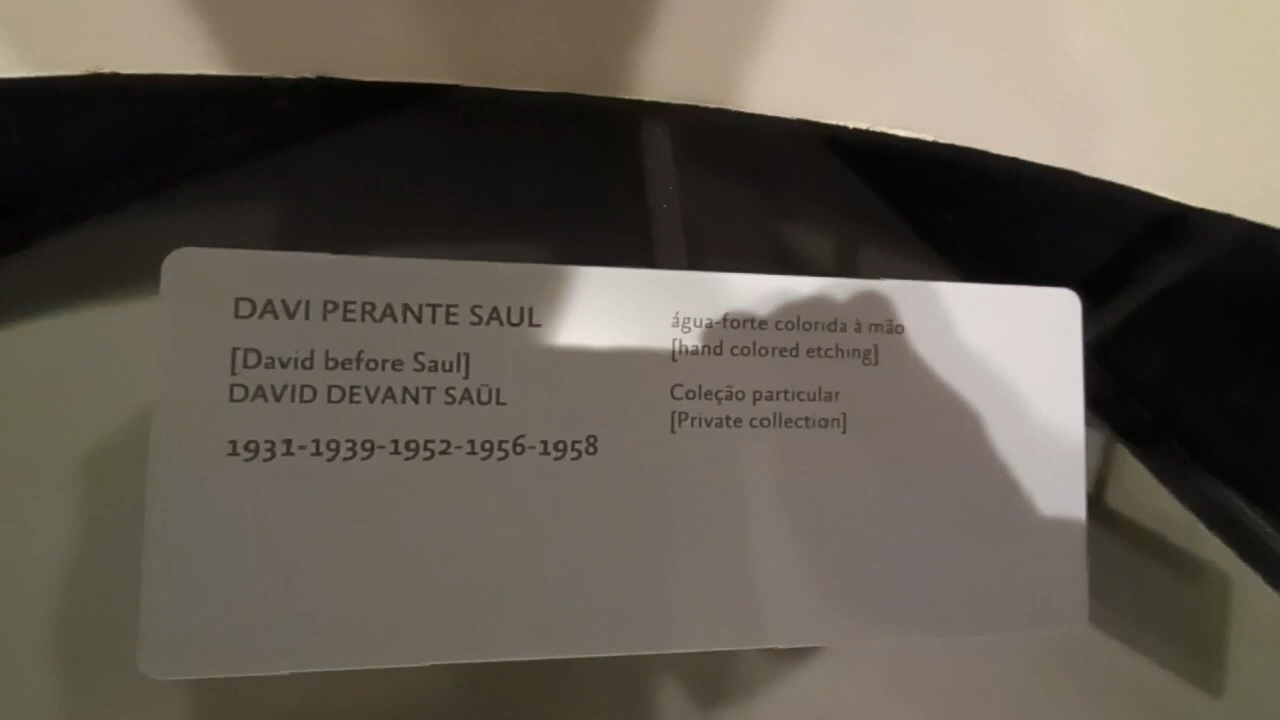 DAVI PERANTE SAUL
[David before Saul]
DAVID DEVANT SAÜL
1931-1939-1952-1956-1958
água-forte colorida à mão
[hand colored etching]
Coleção particular
[Private collection]